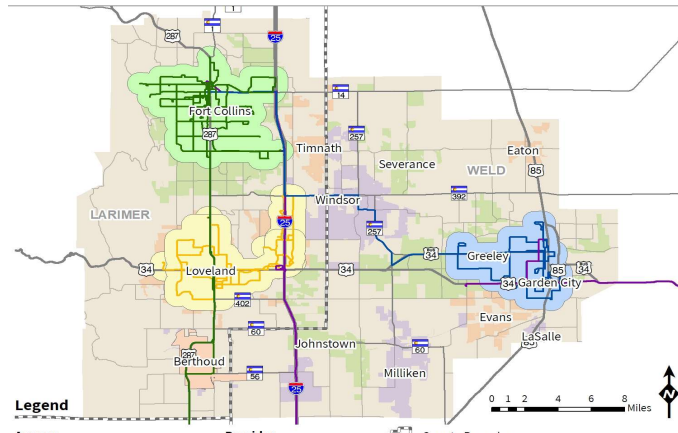 1
1
287
25
14
Fort Collins
287
257
Timnath
Severance
Eaton
85
WELD
392
Windsor
LARIMER
25
257
34
Greeley
34
Loveland
34
34
85
34
Garden City
402
Evans
60
LaSalle
Johnstown
60
287
Berthoud
56
Milliken
25
Legend
N
0 1 2 4 6 8
Miles